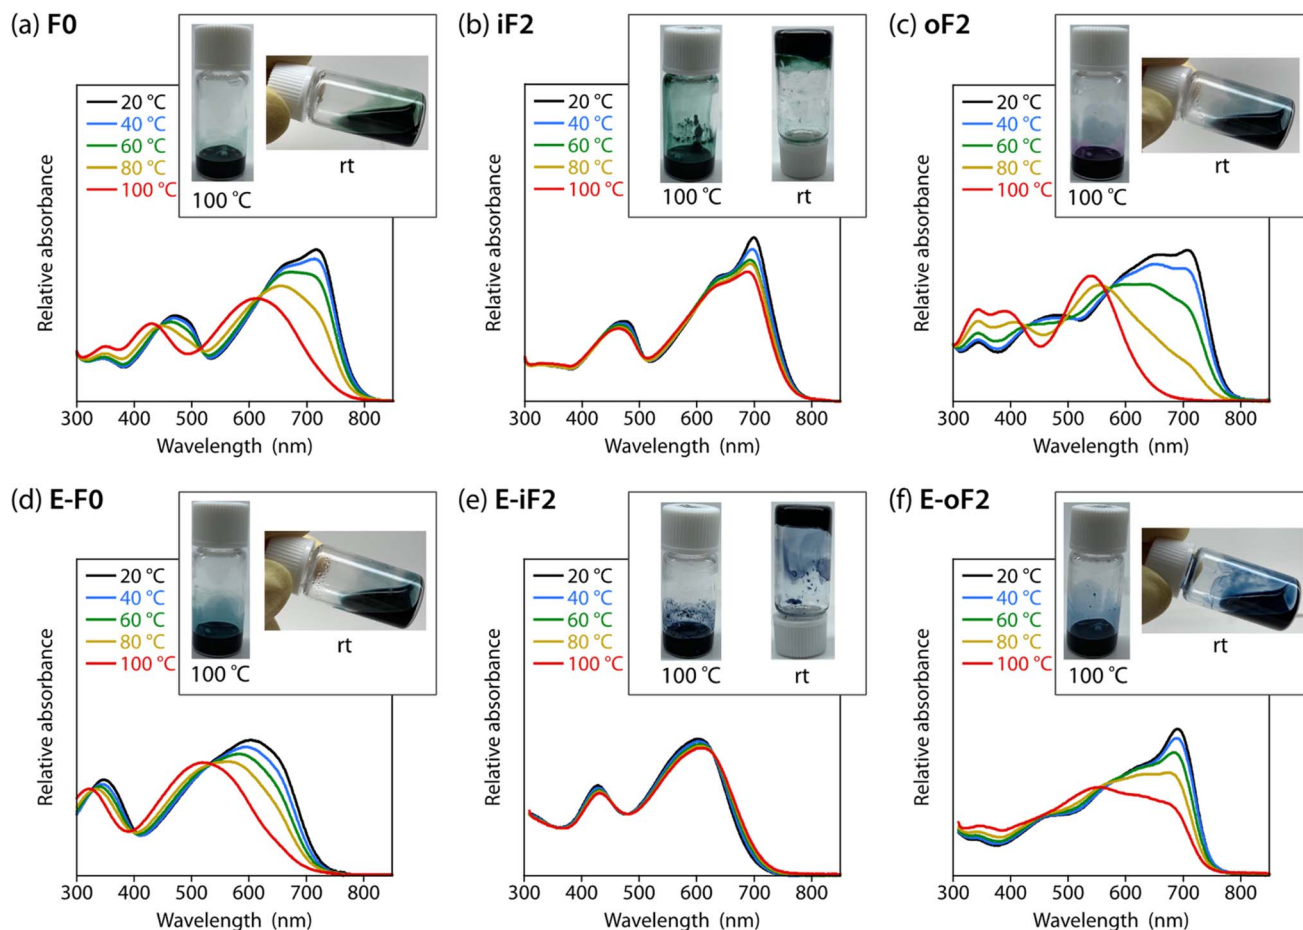 (a) F0
20 °C
40 °C
60 °C
80 °C
100 °C
100 °C
rt
Relative absorbance
300 400 500 600 700 800
Wavelength (nm)
(b) iF2
20 °C
40 °C
60 °C
80 °C
100 °C
100 °C
rt
Relative absorbance
300 400 500 600 700 800
Wavelength (nm)
(c) oF2
20 °C
40 °C
60 °C
80 °C
100 °C
100 °C
rt
Relative absorbance
300 400 500 600 700 800
Wavelength (nm)
(d) E-F0
20 °C
40 °C
60 °C
80 °C
100 °C
100 °C
rt
Relative absorbance
300 400 500 600 700 800
Wavelength (nm)
(e) E-iF2
20 °C
40 °C
60 °C
80 °C
100 °C
100 °C
rt
Relative absorbance
300 400 500 600 700 800
Wavelength (nm)
(f) E-oF2
20 °C
40 °C
60 °C
80 °C
100 °C
100 °C
rt
Relative absorbance
300 400 500 600 700 800
Wavelength (nm)